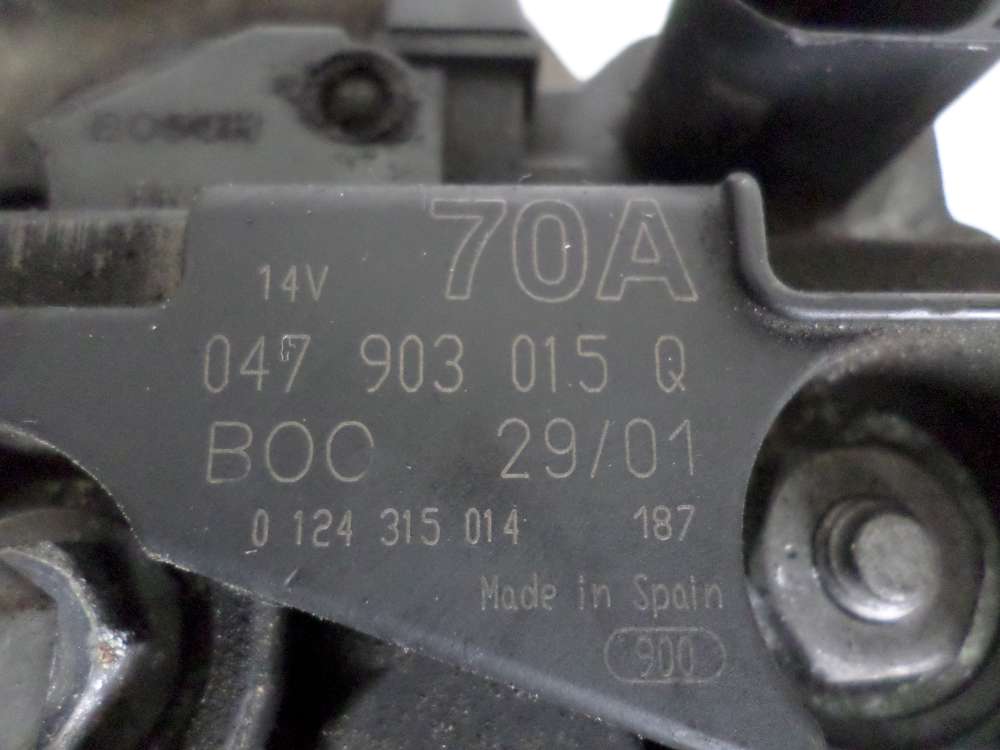 BOSCH
14V 70A
047 903 015 Q
BOC 29/01
0 124 315 014 187
Made in Spain
900